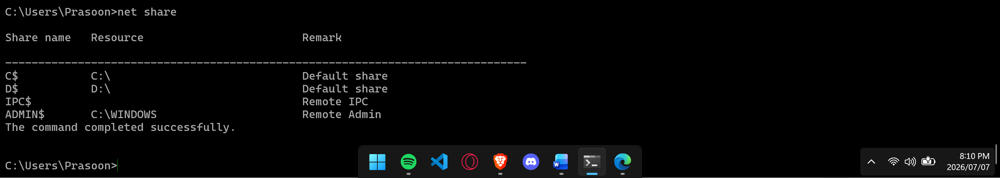 C:\Users\Prasoon>net share
Share name   Resource                        Remark
-------------------------------------------------------------------------------
C$           C:\                             Default share
D$           D:\                             Default share
IPC$                                         Remote IPC
ADMIN$       C:\WINDOWS                      Remote Admin
The command completed successfully.
C:\Users\Prasoon>
W
8:10 PM
2026/07/07